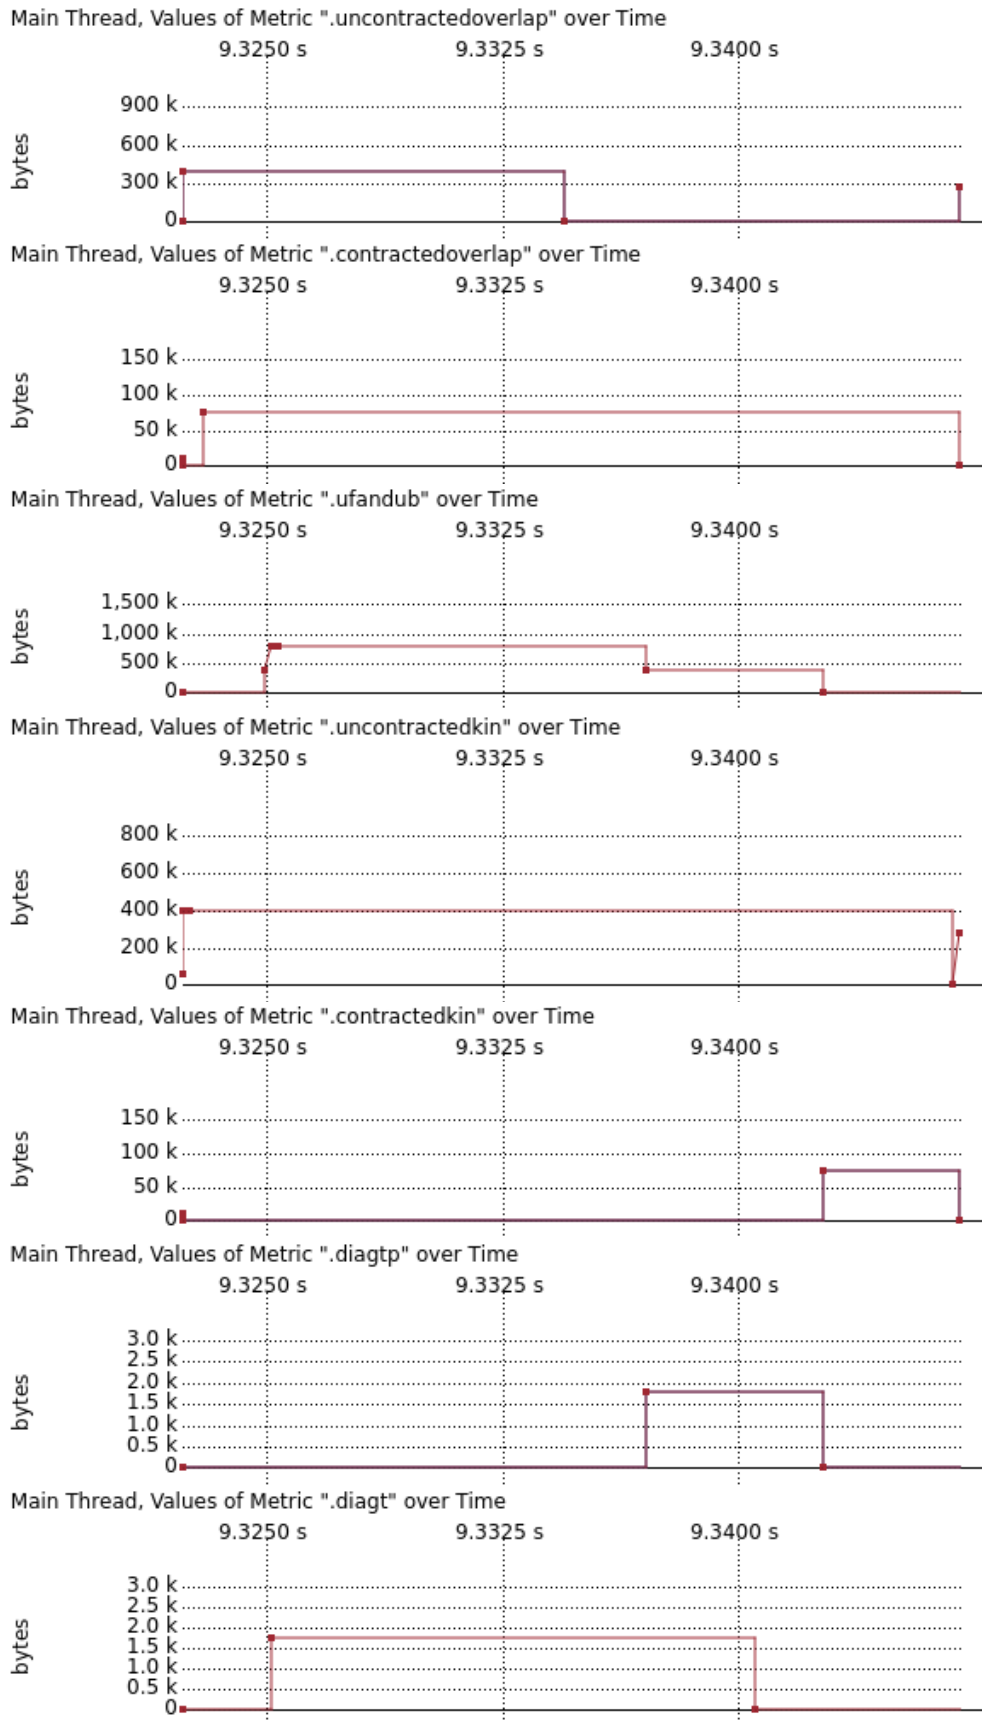 Main Thread, Values of Metric ".uncontractedoverlap" over Time
9.3250 s 9.3325 s 9.3400 s
900 k
600 k
300 k
0
bytes
Main Thread, Values of Metric ".contractedoverlap" over Time
9.3250 s 9.3325 s 9.3400 s
150 k
100 k
50 k
0
bytes
Main Thread, Values of Metric ".ufandub" over Time
9.3250 s 9.3325 s 9.3400 s
1,500 k
1,000 k
500 k
0
bytes
Main Thread, Values of Metric ".uncontractedkin" over Time
9.3250 s 9.3325 s 9.3400 s
800 k
600 k
400 k
200 k
0
bytes
Main Thread, Values of Metric ".contractedkin" over Time
9.3250 s 9.3325 s 9.3400 s
150 k
100 k
50 k
0
bytes
Main Thread, Values of Metric ".diagtp" over Time
9.3250 s 9.3325 s 9.3400 s
3.0 k
2.5 k
2.0 k
1.5 k
1.0 k
0.5 k
0
bytes
Main Thread, Values of Metric ".diagt" over Time
9.3250 s 9.3325 s 9.3400 s
3.0 k
2.5 k
2.0 k
1.5 k
1.0 k
0.5 k
0
bytes